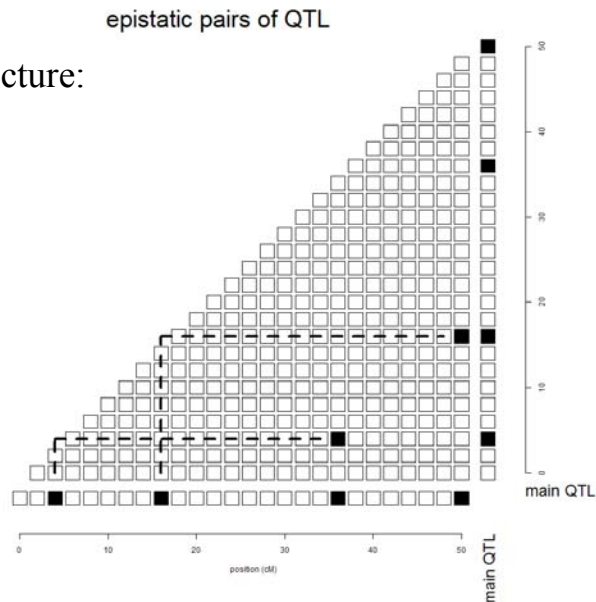 epistatic pairs of QTL
cture:
50
40
30
20
10
0
main QTL
0 10 20 30 40 50
position (cM)
main QTL